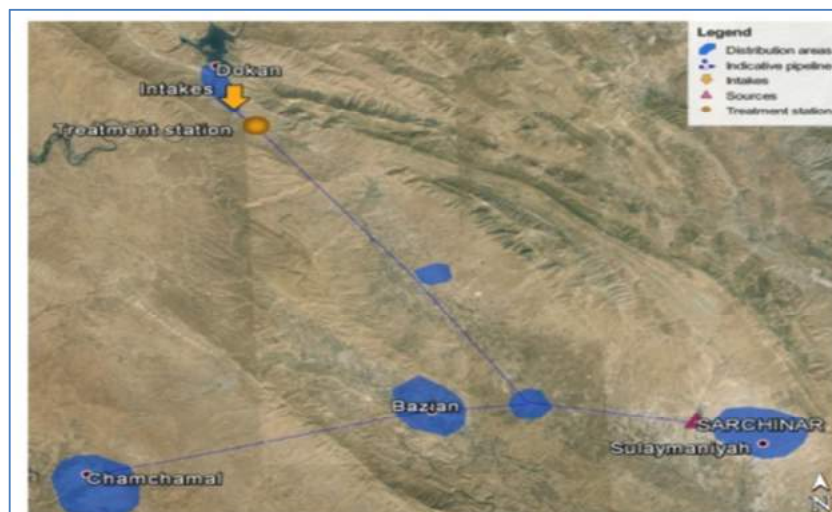 Legend
Distribution areas
Indicative pipeline
Intakes
Sources
Treatment station
Dokan
Intakes
Treatment station
Bazian
SARCHINAR
Sulaymaniyah
Chamchamal
N